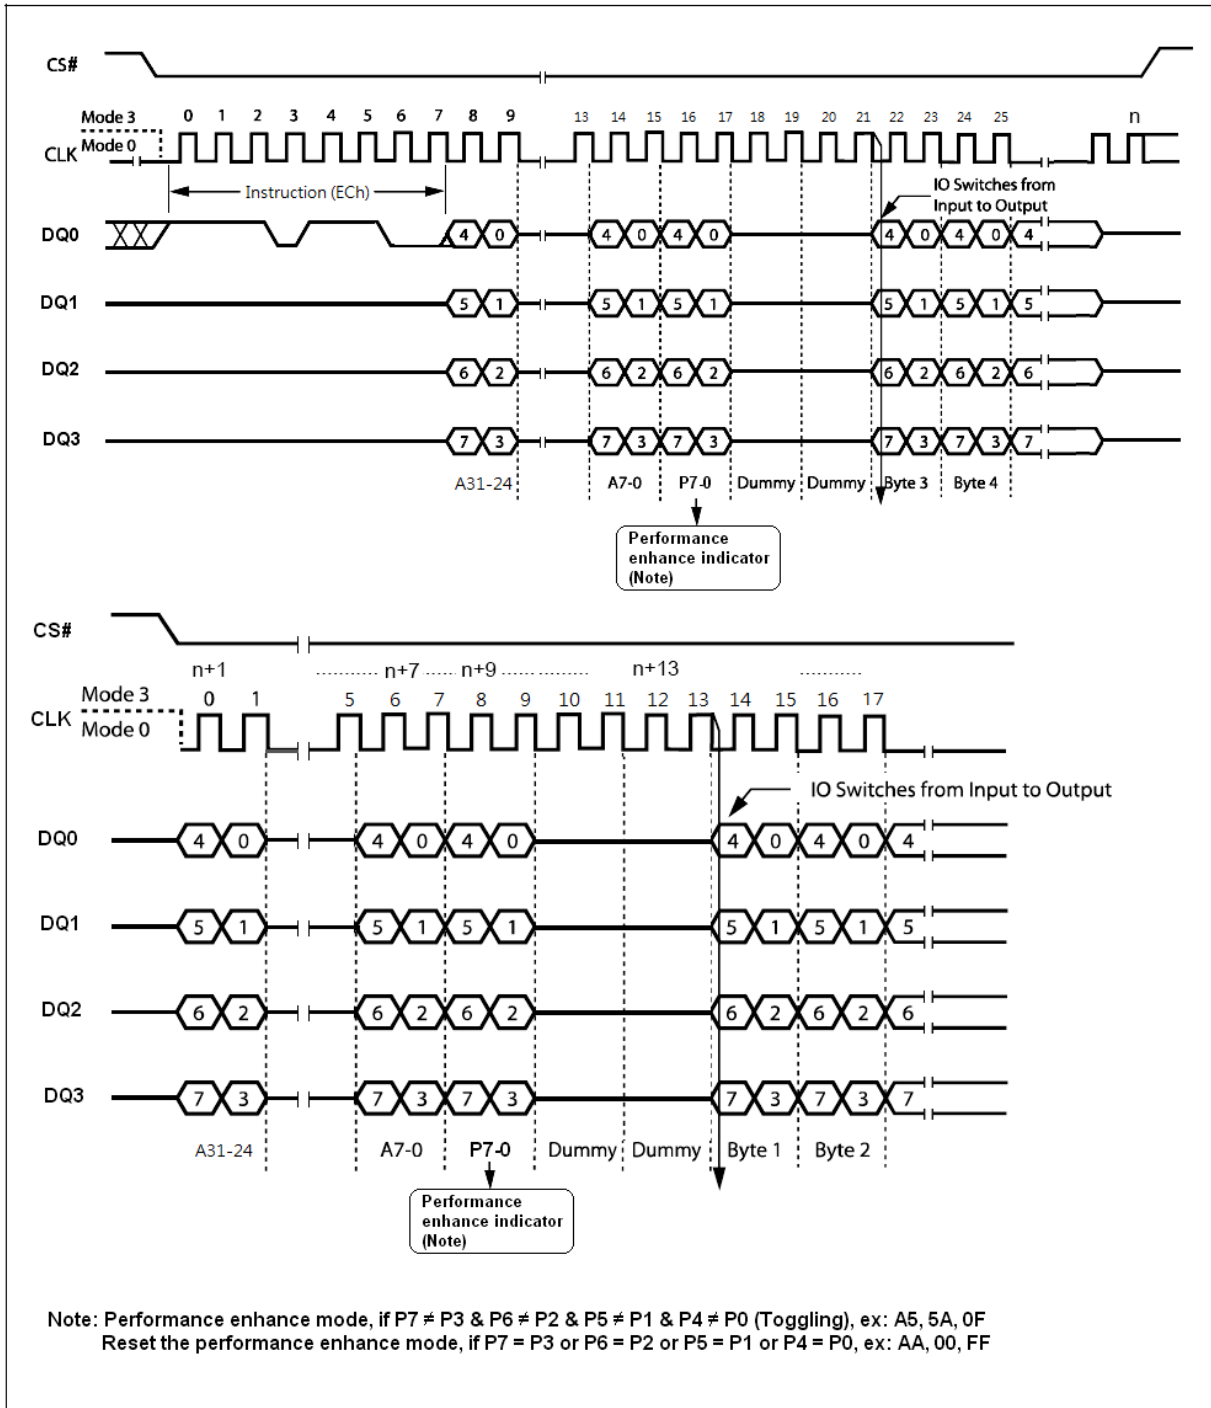 CS#
Mode 3
0 1 2 3 4 5 6 7 8 9 13 14 15 16 17 18 19 20 21 22 23 24 25 n
Mode 0
CLK
Instruction (ECh)
IO Switches from
Input to Output
DQ0 4 0 4 0 4 0 4 0 4 0 4
DQ1 5 1 5 1 5 1 5 1 5 1 5
DQ2 6 2 6 2 6 2 6 2 6 2 6
DQ3 7 3 7 3 7 3 7 3 7 3 7
A31-24 A7-0 P7-0 Dummy Dummy Byte 3 Byte 4
Performance
enhance indicator
(Note)
CS#
n+1 n+7 n+9 n+13
Mode 3 0 1 5 6 7 8 9 10 11 12 13 14 15 16 17
CLK
Mode 0
IO Switches from Input to Output
DQ0 4 0 4 0 4 0 4 0 4 0 4
DQ1 5 1 5 1 5 1 5 1 5 1 5
DQ2 6 2 6 2 6 2 6 2 6 2 6
DQ3 7 3 7 3 7 3 7 3 7 3 7
A31-24 A7-0 P7-0 Dummy Dummy Byte 1 Byte 2
Performance
enhance indicator
(Note)
Note: Performance enhance mode, if P7 ≠ P3 & P6 ≠ P2 & P5 ≠ P1 & P4 ≠ P0 (Toggling), ex: A5, 5A, 0F
Reset the performance enhance mode, if P7 = P3 or P6 = P2 or P5 = P1 or P4 = P0, ex: AA, 00, FF